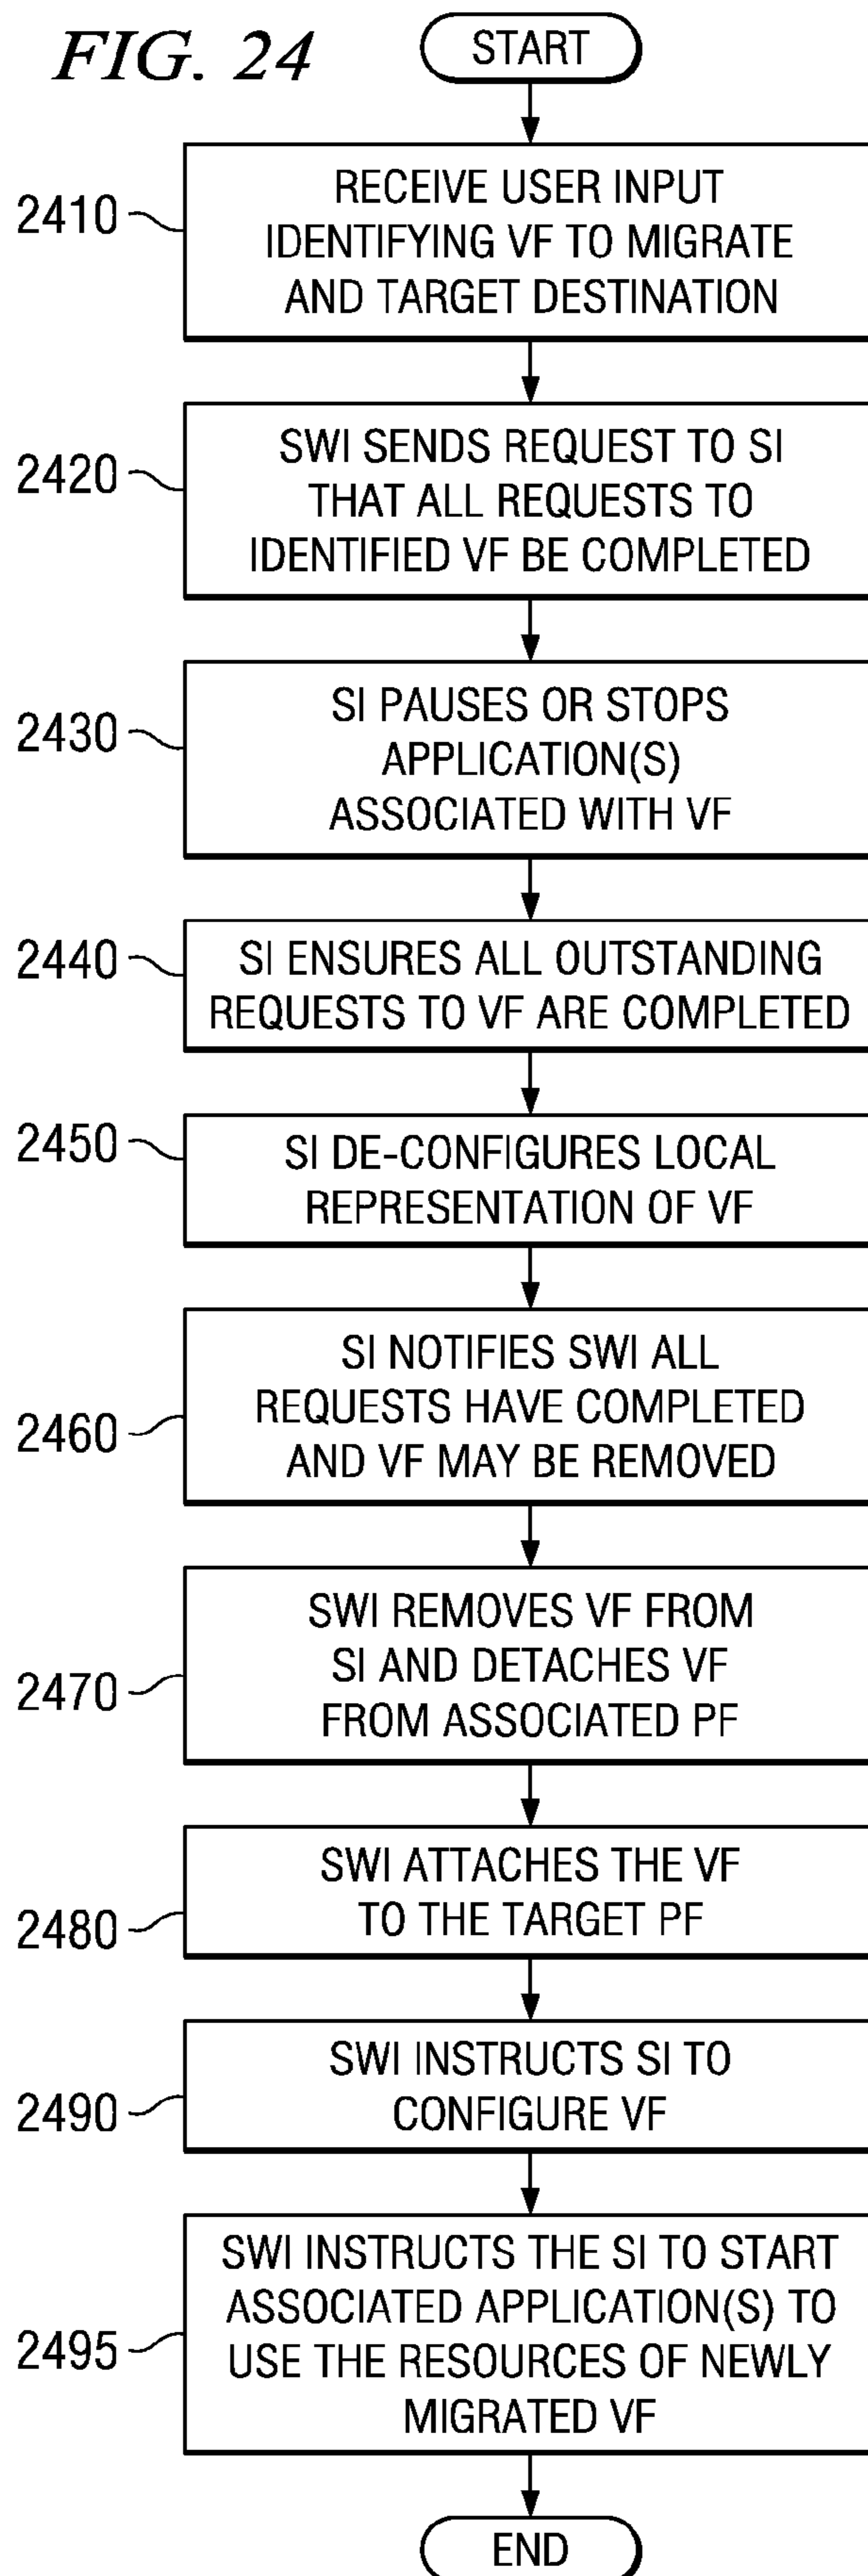 FIG. 24
START
2410
RECEIVE USER INPUT
IDENTIFYING VF TO MIGRATE
AND TARGET DESTINATION
2420
SWI SENDS REQUEST TO SI
THAT ALL REQUESTS TO
IDENTIFIED VF BE COMPLETED
2430
SI PAUSES OR STOPS
APPLICATION(S)
ASSOCIATED WITH VF
2440
SI ENSURES ALL OUTSTANDING
REQUESTS TO VF ARE COMPLETED
2450
SI DE-CONFIGURES LOCAL
REPRESENTATION OF VF
2460
SI NOTIFIES SWI ALL
REQUESTS HAVE COMPLETED
AND VF MAY BE REMOVED
2470
SWI REMOVES VF FROM
SI AND DETACHES VF
FROM ASSOCIATED PF
2480
SWI ATTACHES THE VF
TO THE TARGET PF
2490
SWI INSTRUCTS SI TO
CONFIGURE VF
2495
SWI INSTRUCTS THE SI TO START
ASSOCIATED APPLICATION(S) TO
USE THE RESOURCES OF NEWLY
MIGRATED VF
END